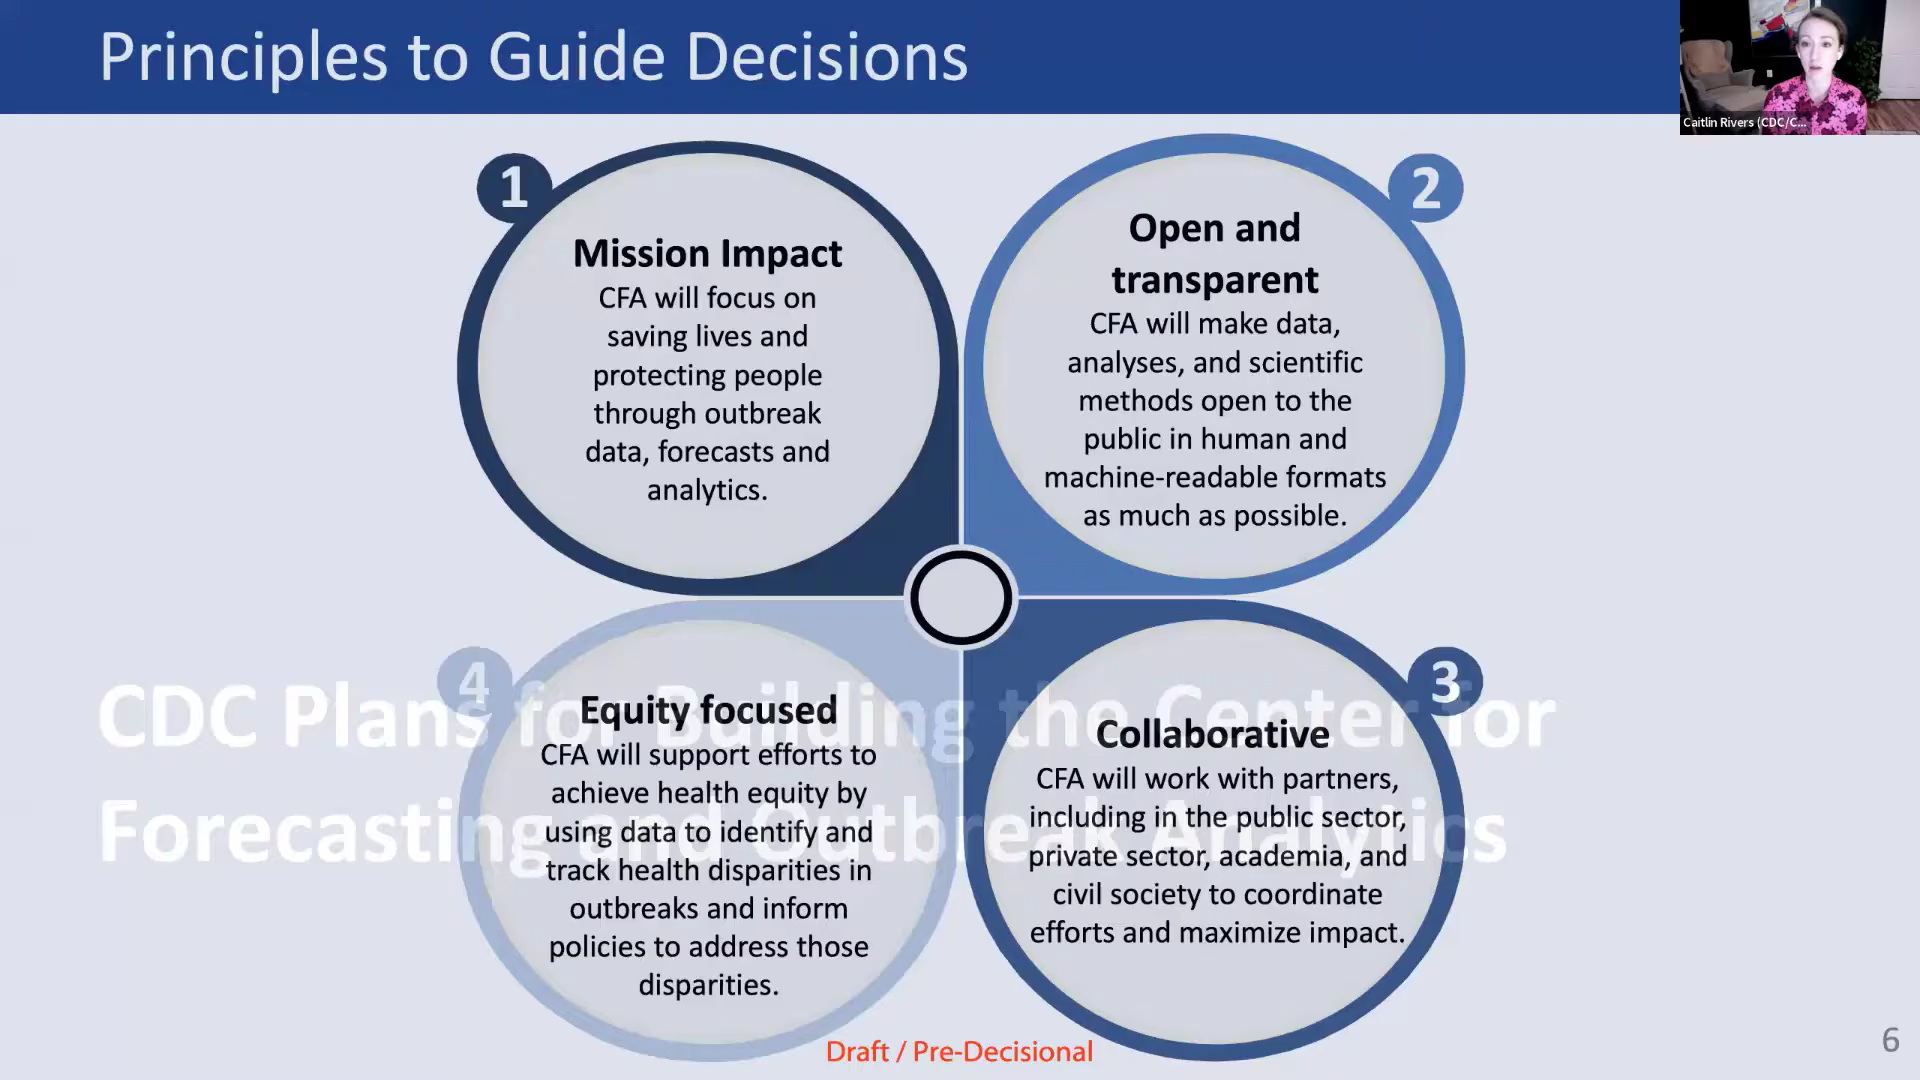 Principles to Guide Decisions
Caitlin Rivers (CDC/C...
1
Mission Impact
CFA will focus on
saving lives and
protecting people
through outbreak
data, forecasts and
analytics.
2
Open and
transparent
CFA will make data,
analyses, and scientific
methods open to the
public in human and
machine-readable formats
as much as possible.
4
Equity focused
CFA will support efforts to
achieve health equity by
using data to identify and
track health disparities in
outbreaks and inform
policies to address those
disparities.
3
Collaborative
CFA will work with partners,
including in the public sector,
private sector, academia, and
civil society to coordinate
efforts and maximize impact.
CDC Plans for Building the Center for
Forecasting and Outbreak Analytics
Draft / Pre-Decisional
6